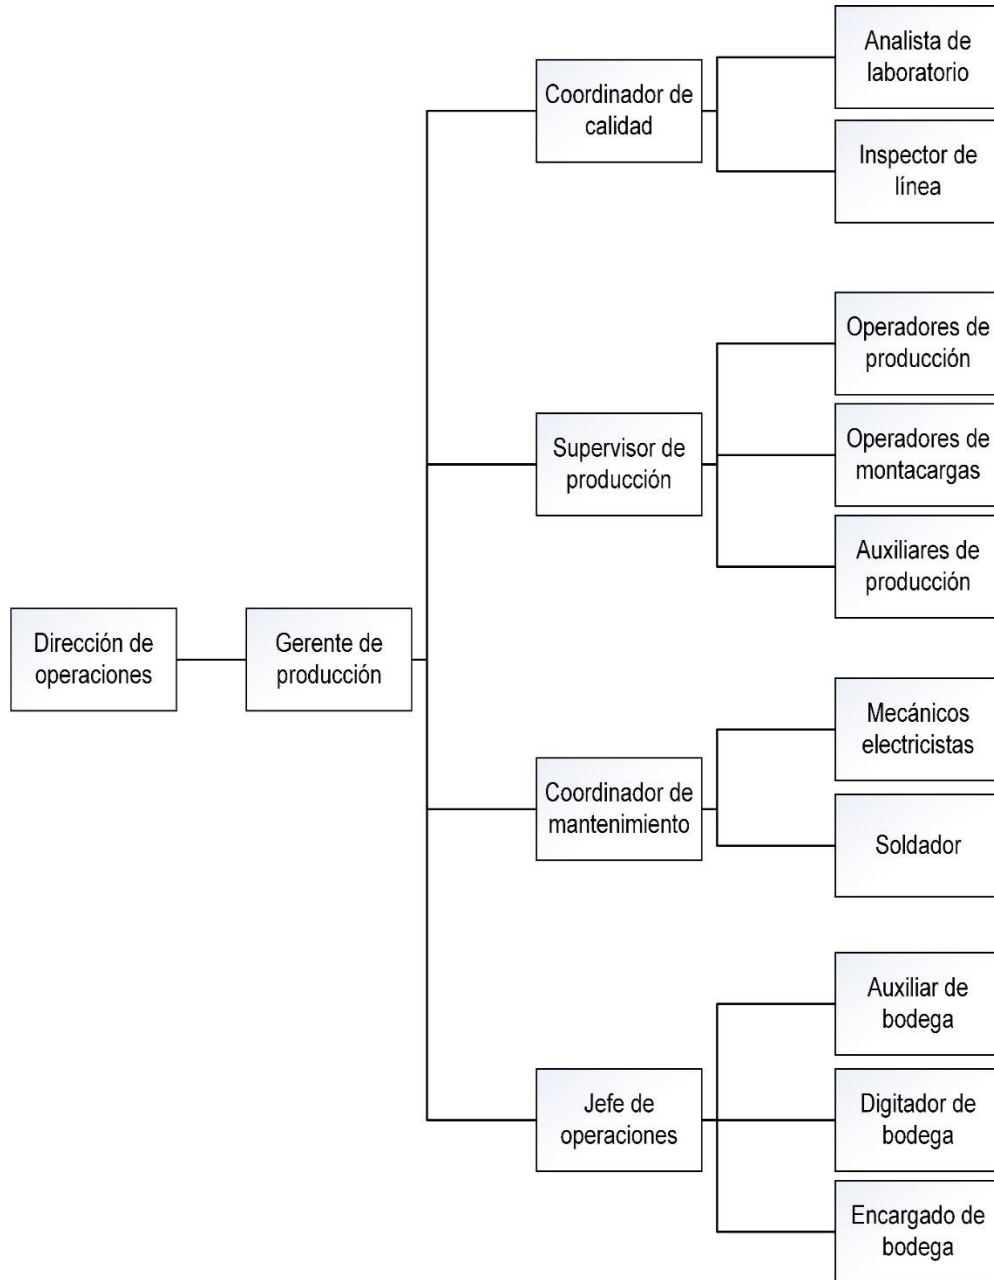 Dirección de
operaciones
Gerente de
producción
Coordinador de
calidad
Analista de
laboratorio
Inspector de
línea
Supervisor de
producción
Operadores de
producción
Operadores de
montacargas
Auxiliares de
producción
Coordinador de
mantenimiento
Mecánicos
electricistas
Soldador
Jefe de
operaciones
Auxiliar de
bodega
Digitador de
bodega
Encargado de
bodega